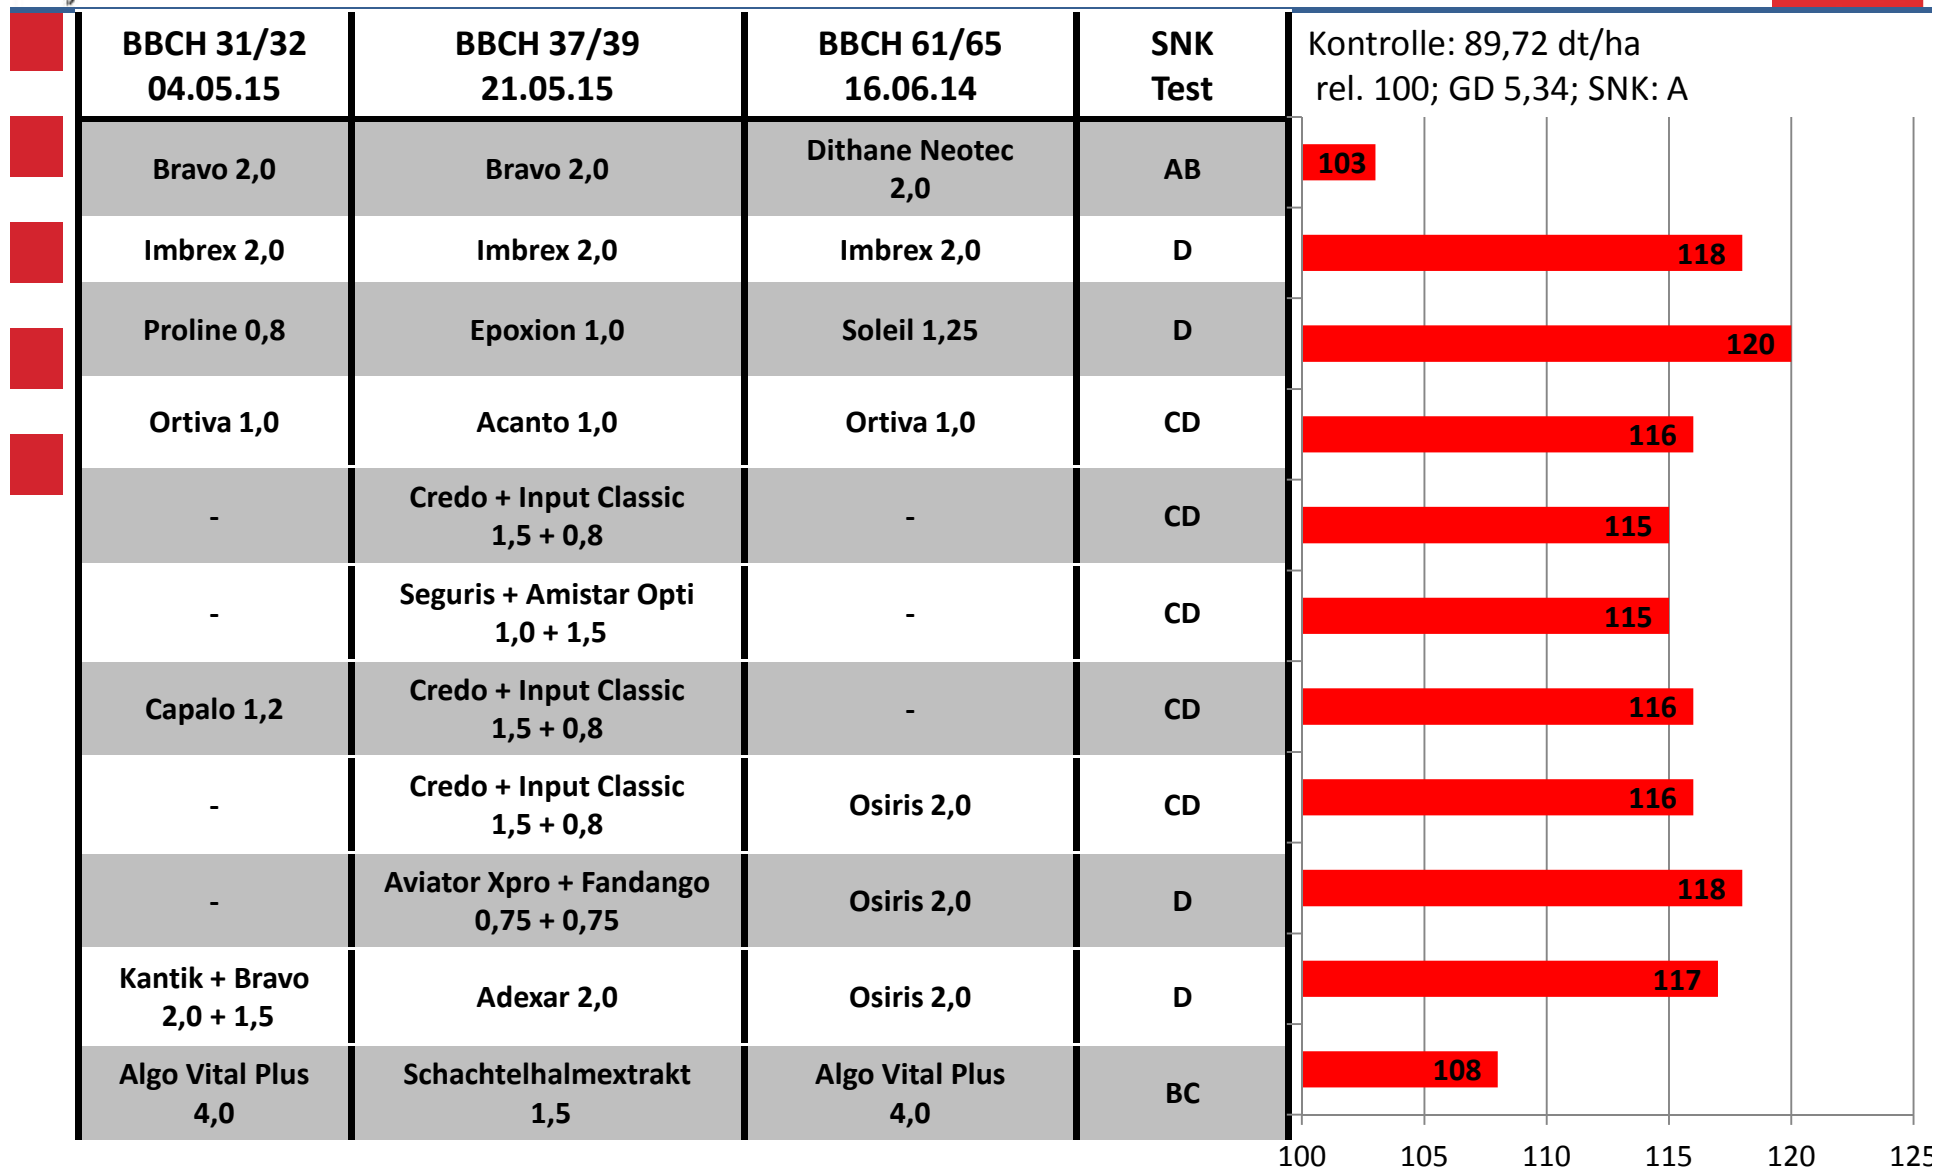 BBCH 31/32
04.05.15
BBCH 37/39
21.05.15
BBCH 61/65
16.06.14
SNK
Test
Kontrolle: 89,72 dt/ha
rel. 100; GD 5,34; SNK: A
Bravo 2,0
Bravo 2,0
Dithane Neotec
2,0
AB
103
Imbrex 2,0
Imbrex 2,0
Imbrex 2,0
D
118
Proline 0,8
Epoxion 1,0
Soleil 1,25
D
120
Ortiva 1,0
Acanto 1,0
Ortiva 1,0
CD
116
-
Credo + Input Classic
1,5 + 0,8
-
CD
115
-
Seguris + Amistar Opti
1,0 + 1,5
-
CD
115
Capalo 1,2
Credo + Input Classic
1,5 + 0,8
-
CD
116
-
Credo + Input Classic
1,5 + 0,8
Osiris 2,0
CD
116
-
Aviator Xpro + Fandango
0,75 + 0,75
Osiris 2,0
D
118
Kantik + Bravo
2,0 + 1,5
Adexar 2,0
Osiris 2,0
D
117
Algo Vital Plus
4,0
Schachtelhalmextrakt
1,5
Algo Vital Plus
4,0
BC
108
100 105 110 115 120 125